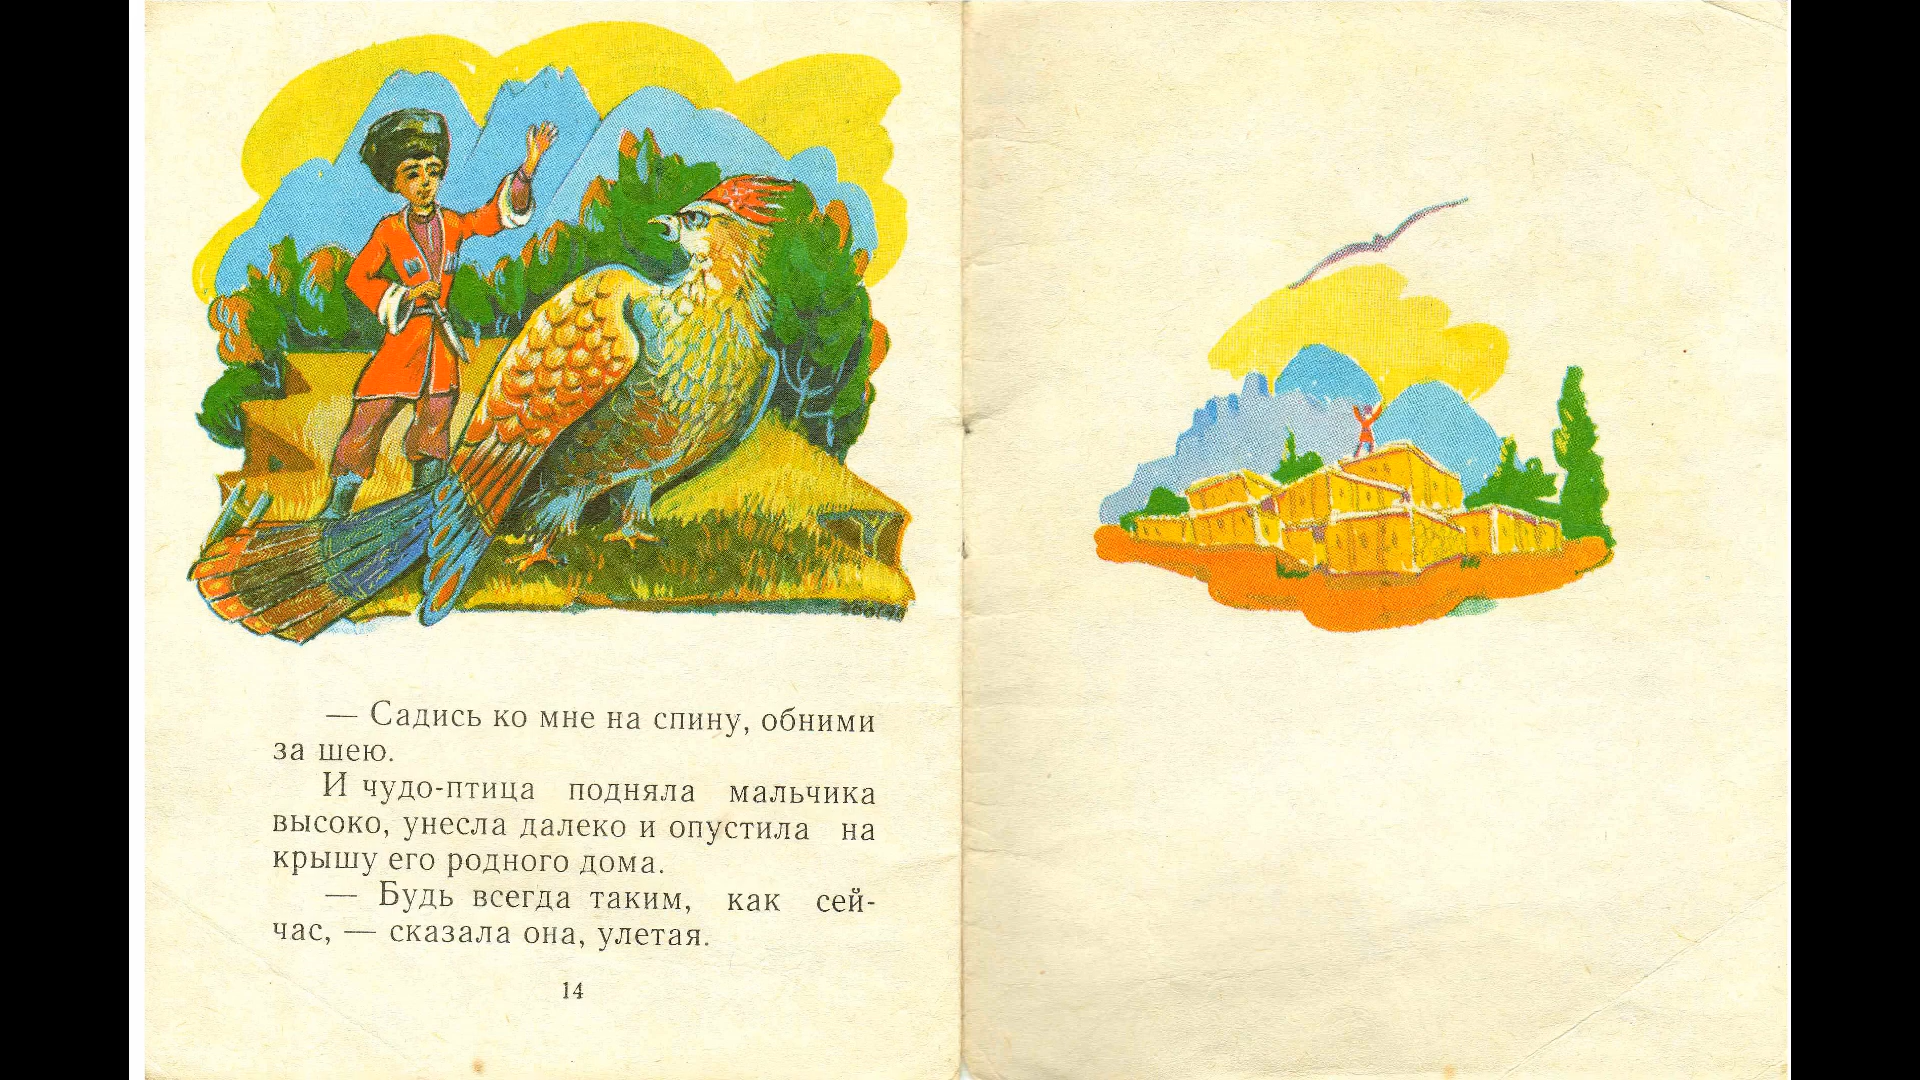 — Садись ко мне на спину, обними
за шею.
И чудо-птица подняла мальчика
высоко, унесла далеко и опустила на
крышу его родного дома.
— Будь всегда таким, как сей-
час, — сказала она, улетая.
14